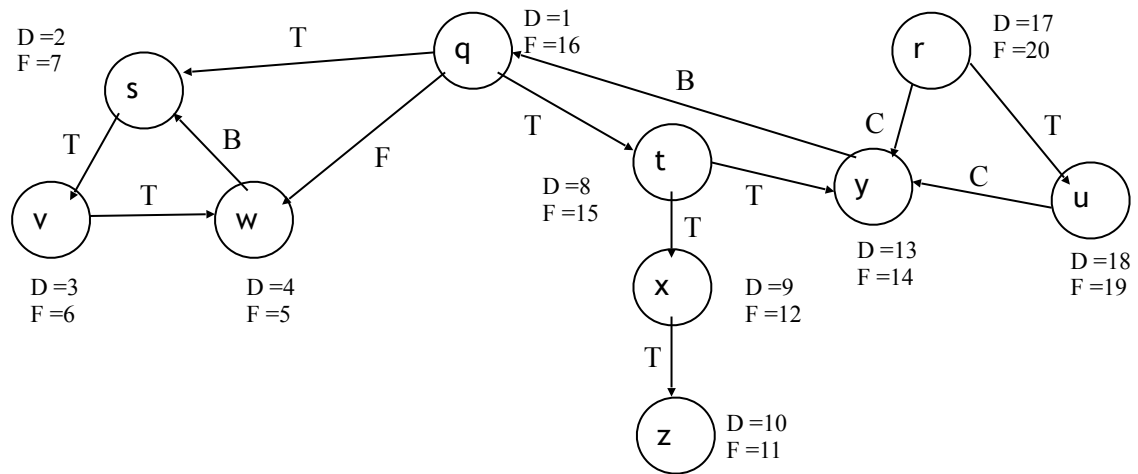 D =1
F =16
D =17
F =20
D =2
F =7
T
q
r
s
B
T
B
T
F
C
T
t
T
C
y
u
v
T
w
D =8
F =15
T
T
D =13
F =14
D =18
F =19
x
D =3
F =6
D =4
F =5
D =9
F =12
T
z
D =10
F =11